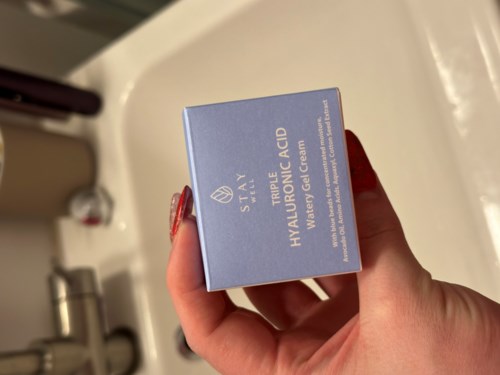 STAY
WELL
TRIPLE
HYALURONIC ACID
Watery Gel Cream
With blue beads for concentrated moisture,
Avocado Oil, Amino Acids, Aquaxyl, Cotton Seed Extract